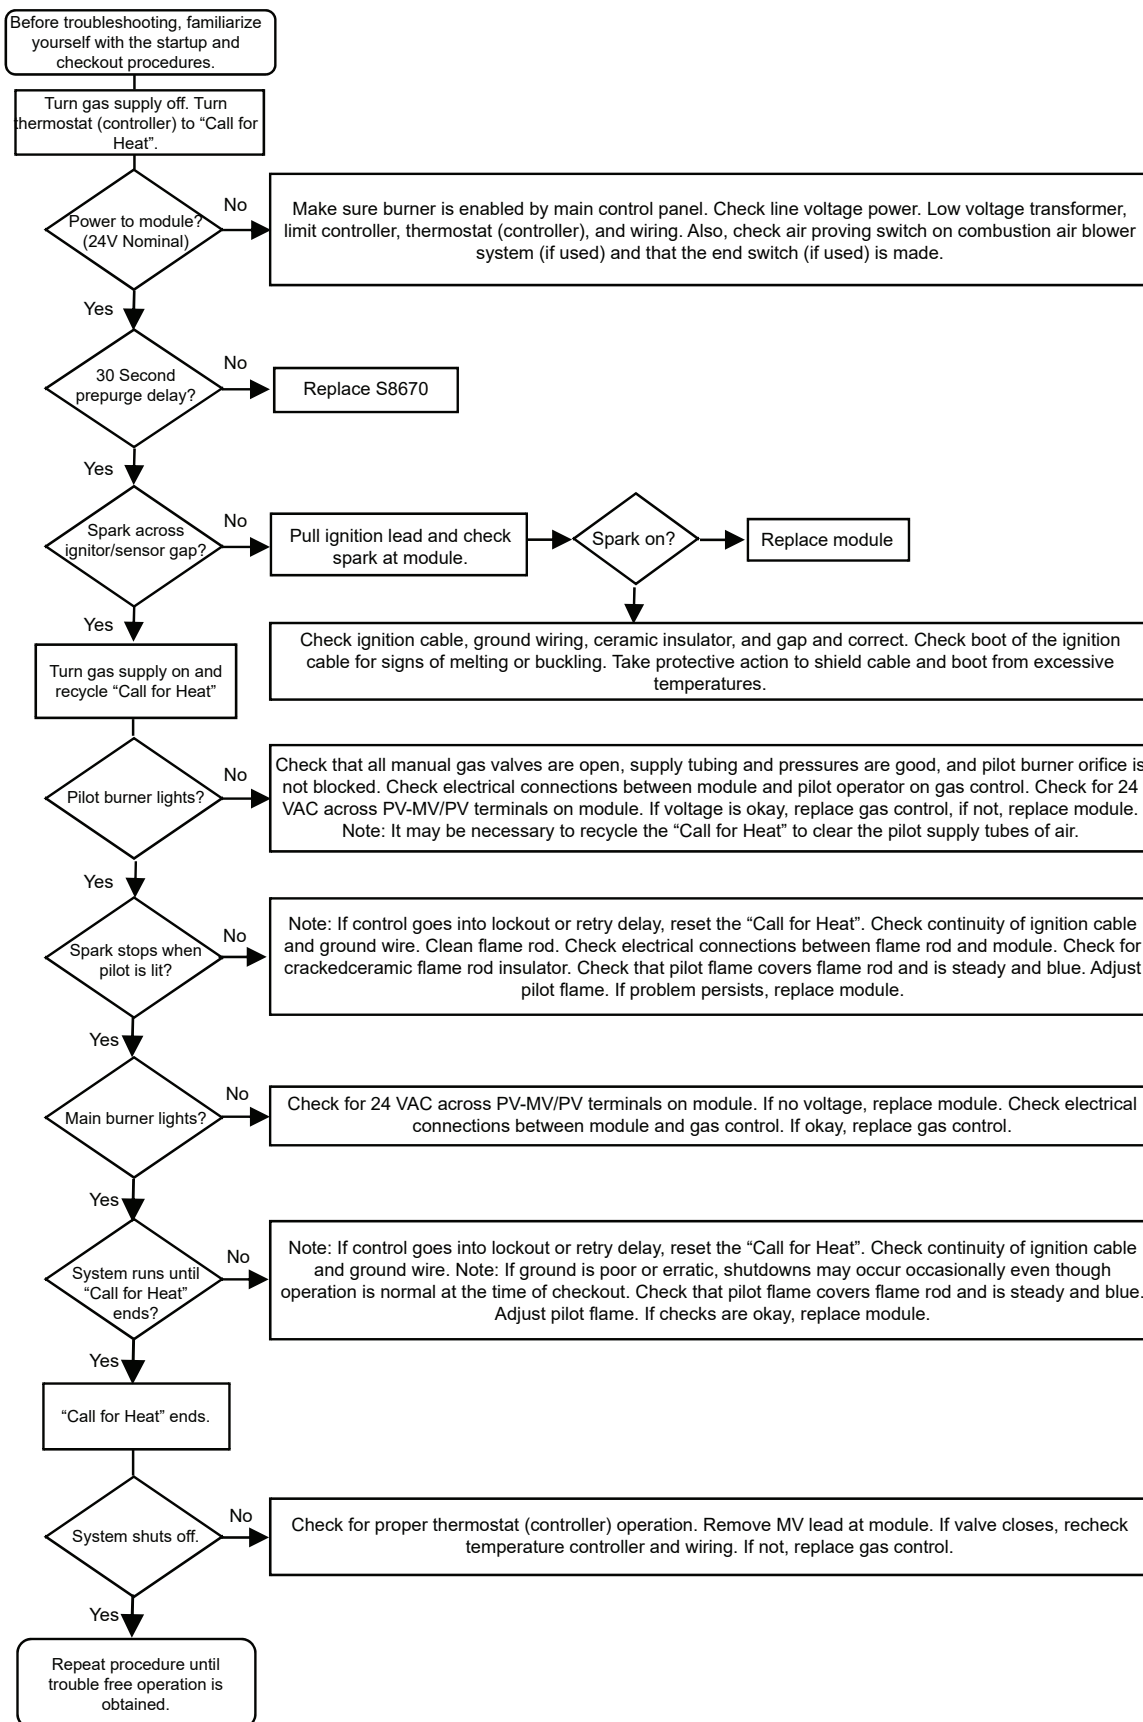 Before troubleshooting, familiarize
yourself with the startup and
checkout procedures.
Turn gas supply off. Turn
thermostat (controller) to “Call for
Heat”.
Power to module?
(24V Nominal)
No
Make sure burner is enabled by main control panel. Check line voltage power. Low voltage transformer,
limit controller, thermostat (controller), and wiring. Also, check air proving switch on combustion air blower
system (if used) and that the end switch (if used) is made.
Yes
30 Second
prepurge delay?
No
Replace S8670
Yes
Spark across
ignitor/sensor gap?
No
Pull ignition lead and check
spark at module.
Spark on?
Replace module
Check ignition cable, ground wiring, ceramic insulator, and gap and correct. Check boot of the ignition
cable for signs of melting or buckling. Take protective action to shield cable and boot from excessive
temperatures.
Yes
Turn gas supply on and
recycle “Call for Heat”
Pilot burner lights?
No
Check that all manual gas valves are open, supply tubing and pressures are good, and pilot burner orifice is
not blocked. Check electrical connections between module and pilot operator on gas control. Check for 24
VAC across PV-MV/PV terminals on module. If voltage is okay, replace gas control, if not, replace module.
Note: It may be necessary to recycle the “Call for Heat” to clear the pilot supply tubes of air.
Yes
Spark stops when
pilot is lit?
No
Note: If control goes into lockout or retry delay, reset the “Call for Heat”. Check continuity of ignition cable
and ground wire. Clean flame rod. Check electrical connections between flame rod and module. Check for
crackedceramic flame rod insulator. Check that pilot flame covers flame rod and is steady and blue. Adjust
pilot flame. If problem persists, replace module.
Yes
Main burner lights?
No
Check for 24 VAC across PV-MV/PV terminals on module. If no voltage, replace module. Check electrical
connections between module and gas control. If okay, replace gas control.
Yes
System runs until
“Call for Heat”
ends?
No
Note: If control goes into lockout or retry delay, reset the “Call for Heat”. Check continuity of ignition cable
and ground wire. Note: If ground is poor or erratic, shutdowns may occur occasionally even though
operation is normal at the time of checkout. Check that pilot flame covers flame rod and is steady and blue.
Adjust pilot flame. If checks are okay, replace module.
Yes
“Call for Heat” ends.
System shuts off.
No
Check for proper thermostat (controller) operation. Remove MV lead at module. If valve closes, recheck
temperature controller and wiring. If not, replace gas control.
Yes
Repeat procedure until
trouble free operation is
obtained.